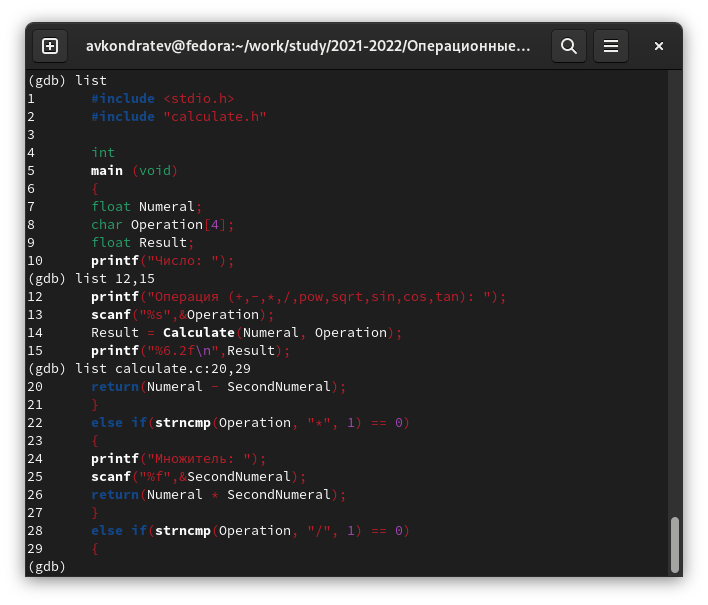 avkondratev@fedora:~/work/study/2021-2022/Операционные...
(gdb) list
1 #include <stdio.h>
2 #include "calculate.h"
3
4 int
5 main (void)
6 {
7 float Numeral;
8 char Operation[4];
9 float Result;
10 printf("Число: ");
(gdb) list 12,15
12 printf("Операция (+,-,*,/,pow,sqrt,sin,cos,tan): ");
13 scanf("%s",&Operation);
14 Result = Calculate(Numeral, Operation);
15 printf("%6.2f\n",Result);
(gdb) list calculate.c:20,29
20 return(Numeral - SecondNumeral);
21 }
22 else if(strncmp(Operation, "*", 1) == 0)
23 {
24 printf("Множитель: ");
25 scanf("%f",&SecondNumeral);
26 return(Numeral * SecondNumeral);
27 }
28 else if(strncmp(Operation, "/", 1) == 0)
29 {
(gdb)